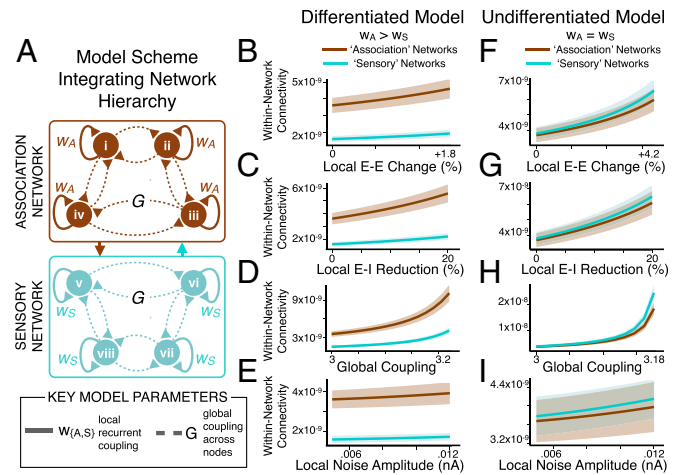 Differentiated Model
wA > wS
'Association' Networks
'Sensory' Networks
Undifferentiated Model
wA = wS
'Association' Networks
'Sensory' Networks
A
Model Scheme
Integrating Network
Hierarchy
ASSOCIATION
NETWORK
wA
i
ii
wA
wA
iv
G
iii
wA
SENSORY
NETWORK
v
G
vi
wS
wS
wS
viii
vii
wS
KEY MODEL PARAMETERS
w{A,S}
local
recurrent
coupling
G
global
coupling
across
nodes
B
Within-Network
Connectivity
5x10-9
2x10-9
0
+1.8
Local E-E Change (%)
C
Within-Network
Connectivity
6x10-9
2x10-9
0
20
Local E-I Reduction (%)
D
Within-Network
Connectivity
9x10-9
3x10-9
3
3.2
Global Coupling
E
Within-Network
Connectivity
4x10-9
2x10-9
.006
.012
Local Noise Amplitude (nA)
F
7x10-9
4x10-9
0
+4.2
Local E-E Change (%)
G
7x10-9
4x10-9
0
20
Local E-I Reduction (%)
H
2x10-8
1x10-8
3
3.18
Global Coupling
I
4.4x10-9
3.2x10-9
.006
.012
Local Noise Amplitude (nA)